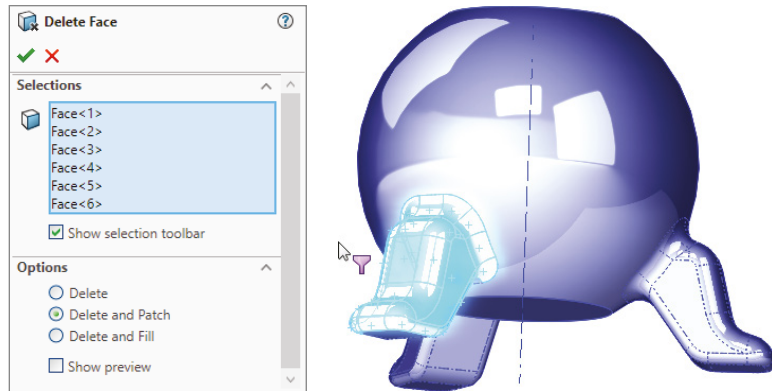 Delete Face
Selections
Face<1>
Face<2>
Face<3>
Face<4>
Face<5>
Face<6>
Show selection toolbar
Options
Delete
Delete and Patch
Delete and Fill
Show preview